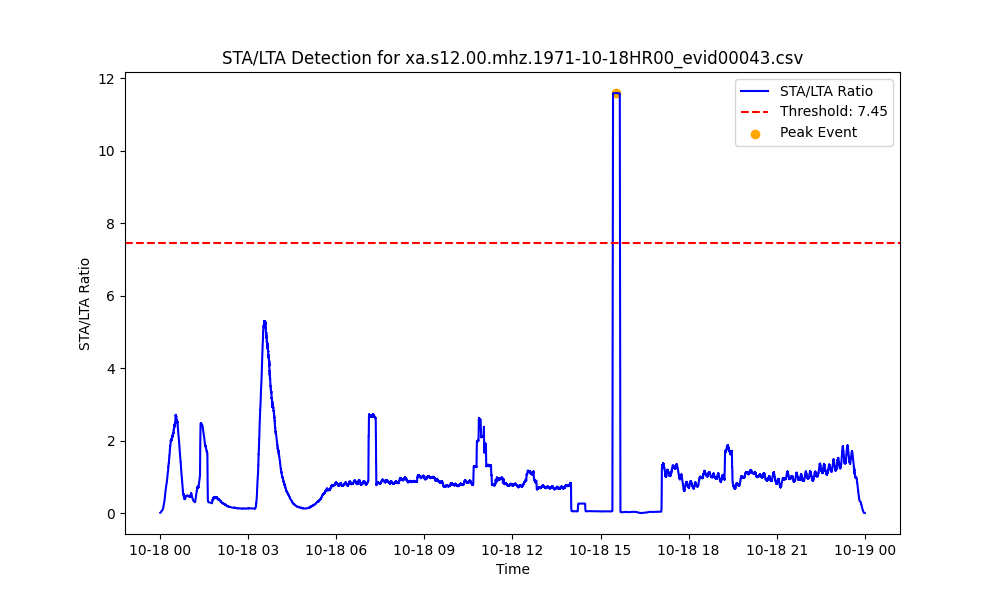 STA/LTA Detection for xa.s12.00.mhz.1971-10-18HR00_evid00043.csv
STA/LTA Ratio
Threshold: 7.45
Peak Event
12
10
8
6
4
2
0
STA/LTA Ratio
10-18 00 10-18 03 10-18 06 10-18 09 10-18 12 10-18 15 10-18 18 10-18 21 10-19 00
Time